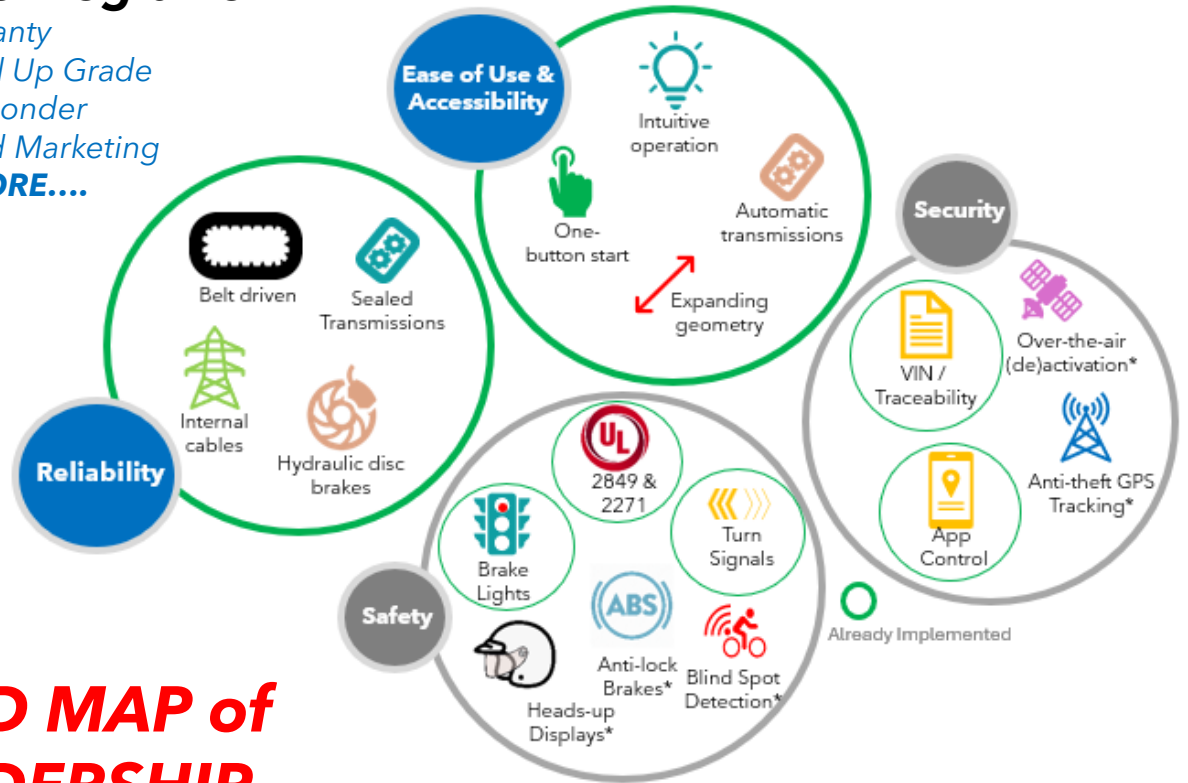 anty
Up Grade
onder
Marketing
ORE....
Ease of Use &
Accessibility
Intuitive
operation
One-
button start
Automatic
transmissions
Expanding
geometry
Belt driven
Sealed
Transmissions
Internal
cables
Hydraulic disc
brakes
Reliability
Security
VIN /
Traceability
Over-the-air
(de)activation*
Anti-theft GPS
Tracking*
App
Control
UL
2849 &
2271
Brake
Lights
Turn
Signals
Safety
ABS
Anti-lock
Brakes*
Blind Spot
Detection*
Heads-up
Displays*
Already Implemented
D MAP of
DERSHIP